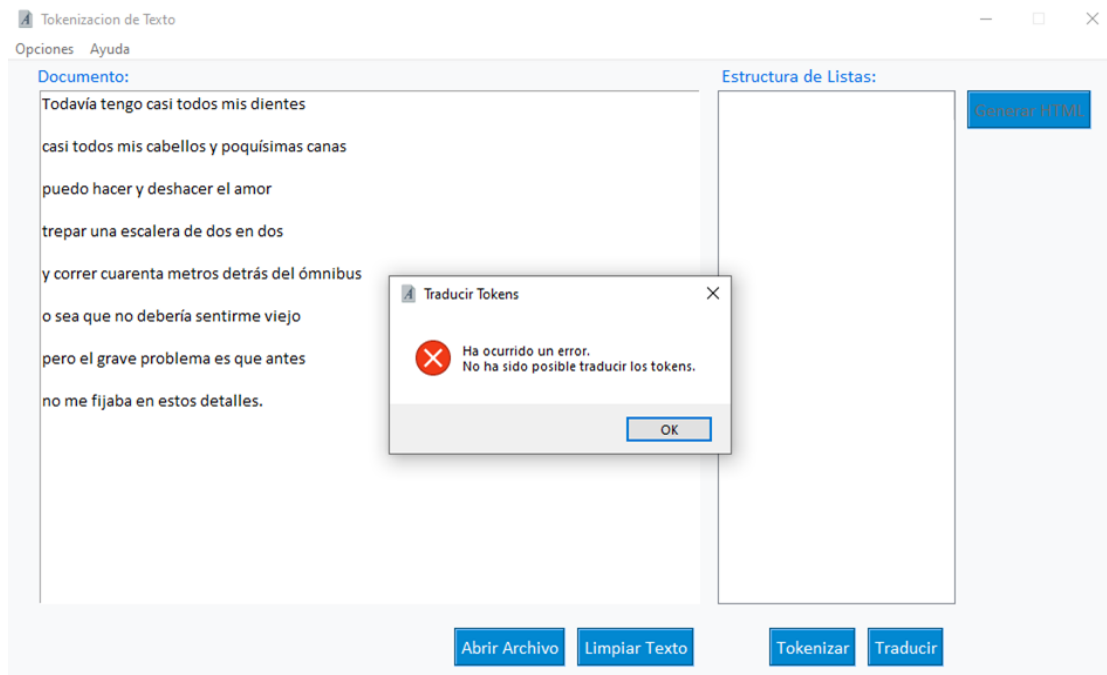 Tokenizacion de Texto
Opciones Ayuda
Documento:
Estructura de Listas:
Todavía tengo casi todos mis dientes
casi todos mis cabellos y poquísimas canas
puedo hacer y deshacer el amor
trepar una escalera de dos en dos
y correr cuarenta metros detrás del ómnibus
o sea que no debería sentirme viejo
pero el grave problema es que antes
no me fijaba en estos detalles.
Generar HTML
Traducir Tokens
Ha ocurrido un error.
No ha sido posible traducir los tokens.
OK
Abrir Archivo Limpiar Texto Tokenizar Traducir